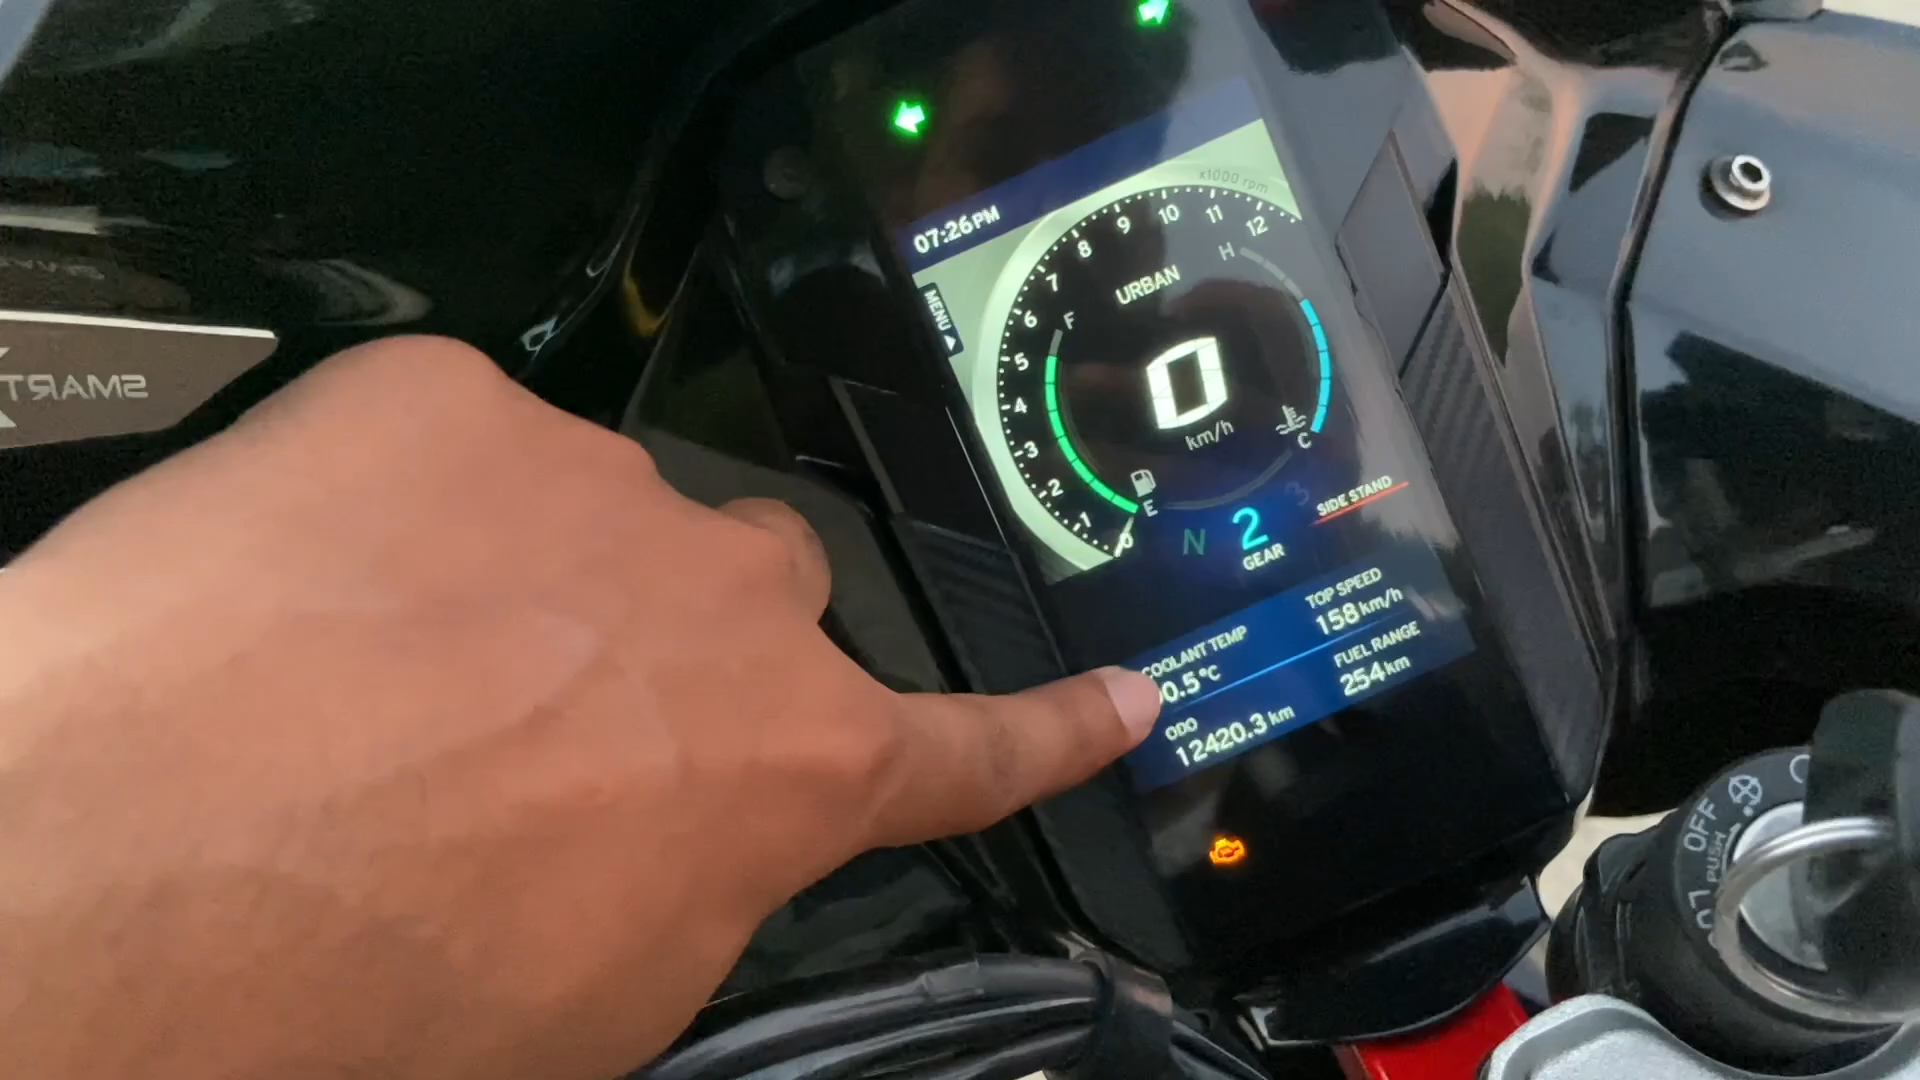 07:26 PM
MENU
x1000 rpm
0 1 2 3 4 5 6 7 8 9 10 11 12
URBAN
F
H
0
km/h
E
C
N 2 3
GEAR
SIDE STAND
COOLANT TEMP
0.5°C
TOP SPEED
158 km/h
ODO
12420.3 km
FUEL RANGE
254 km
SMART
OFF
PUSH